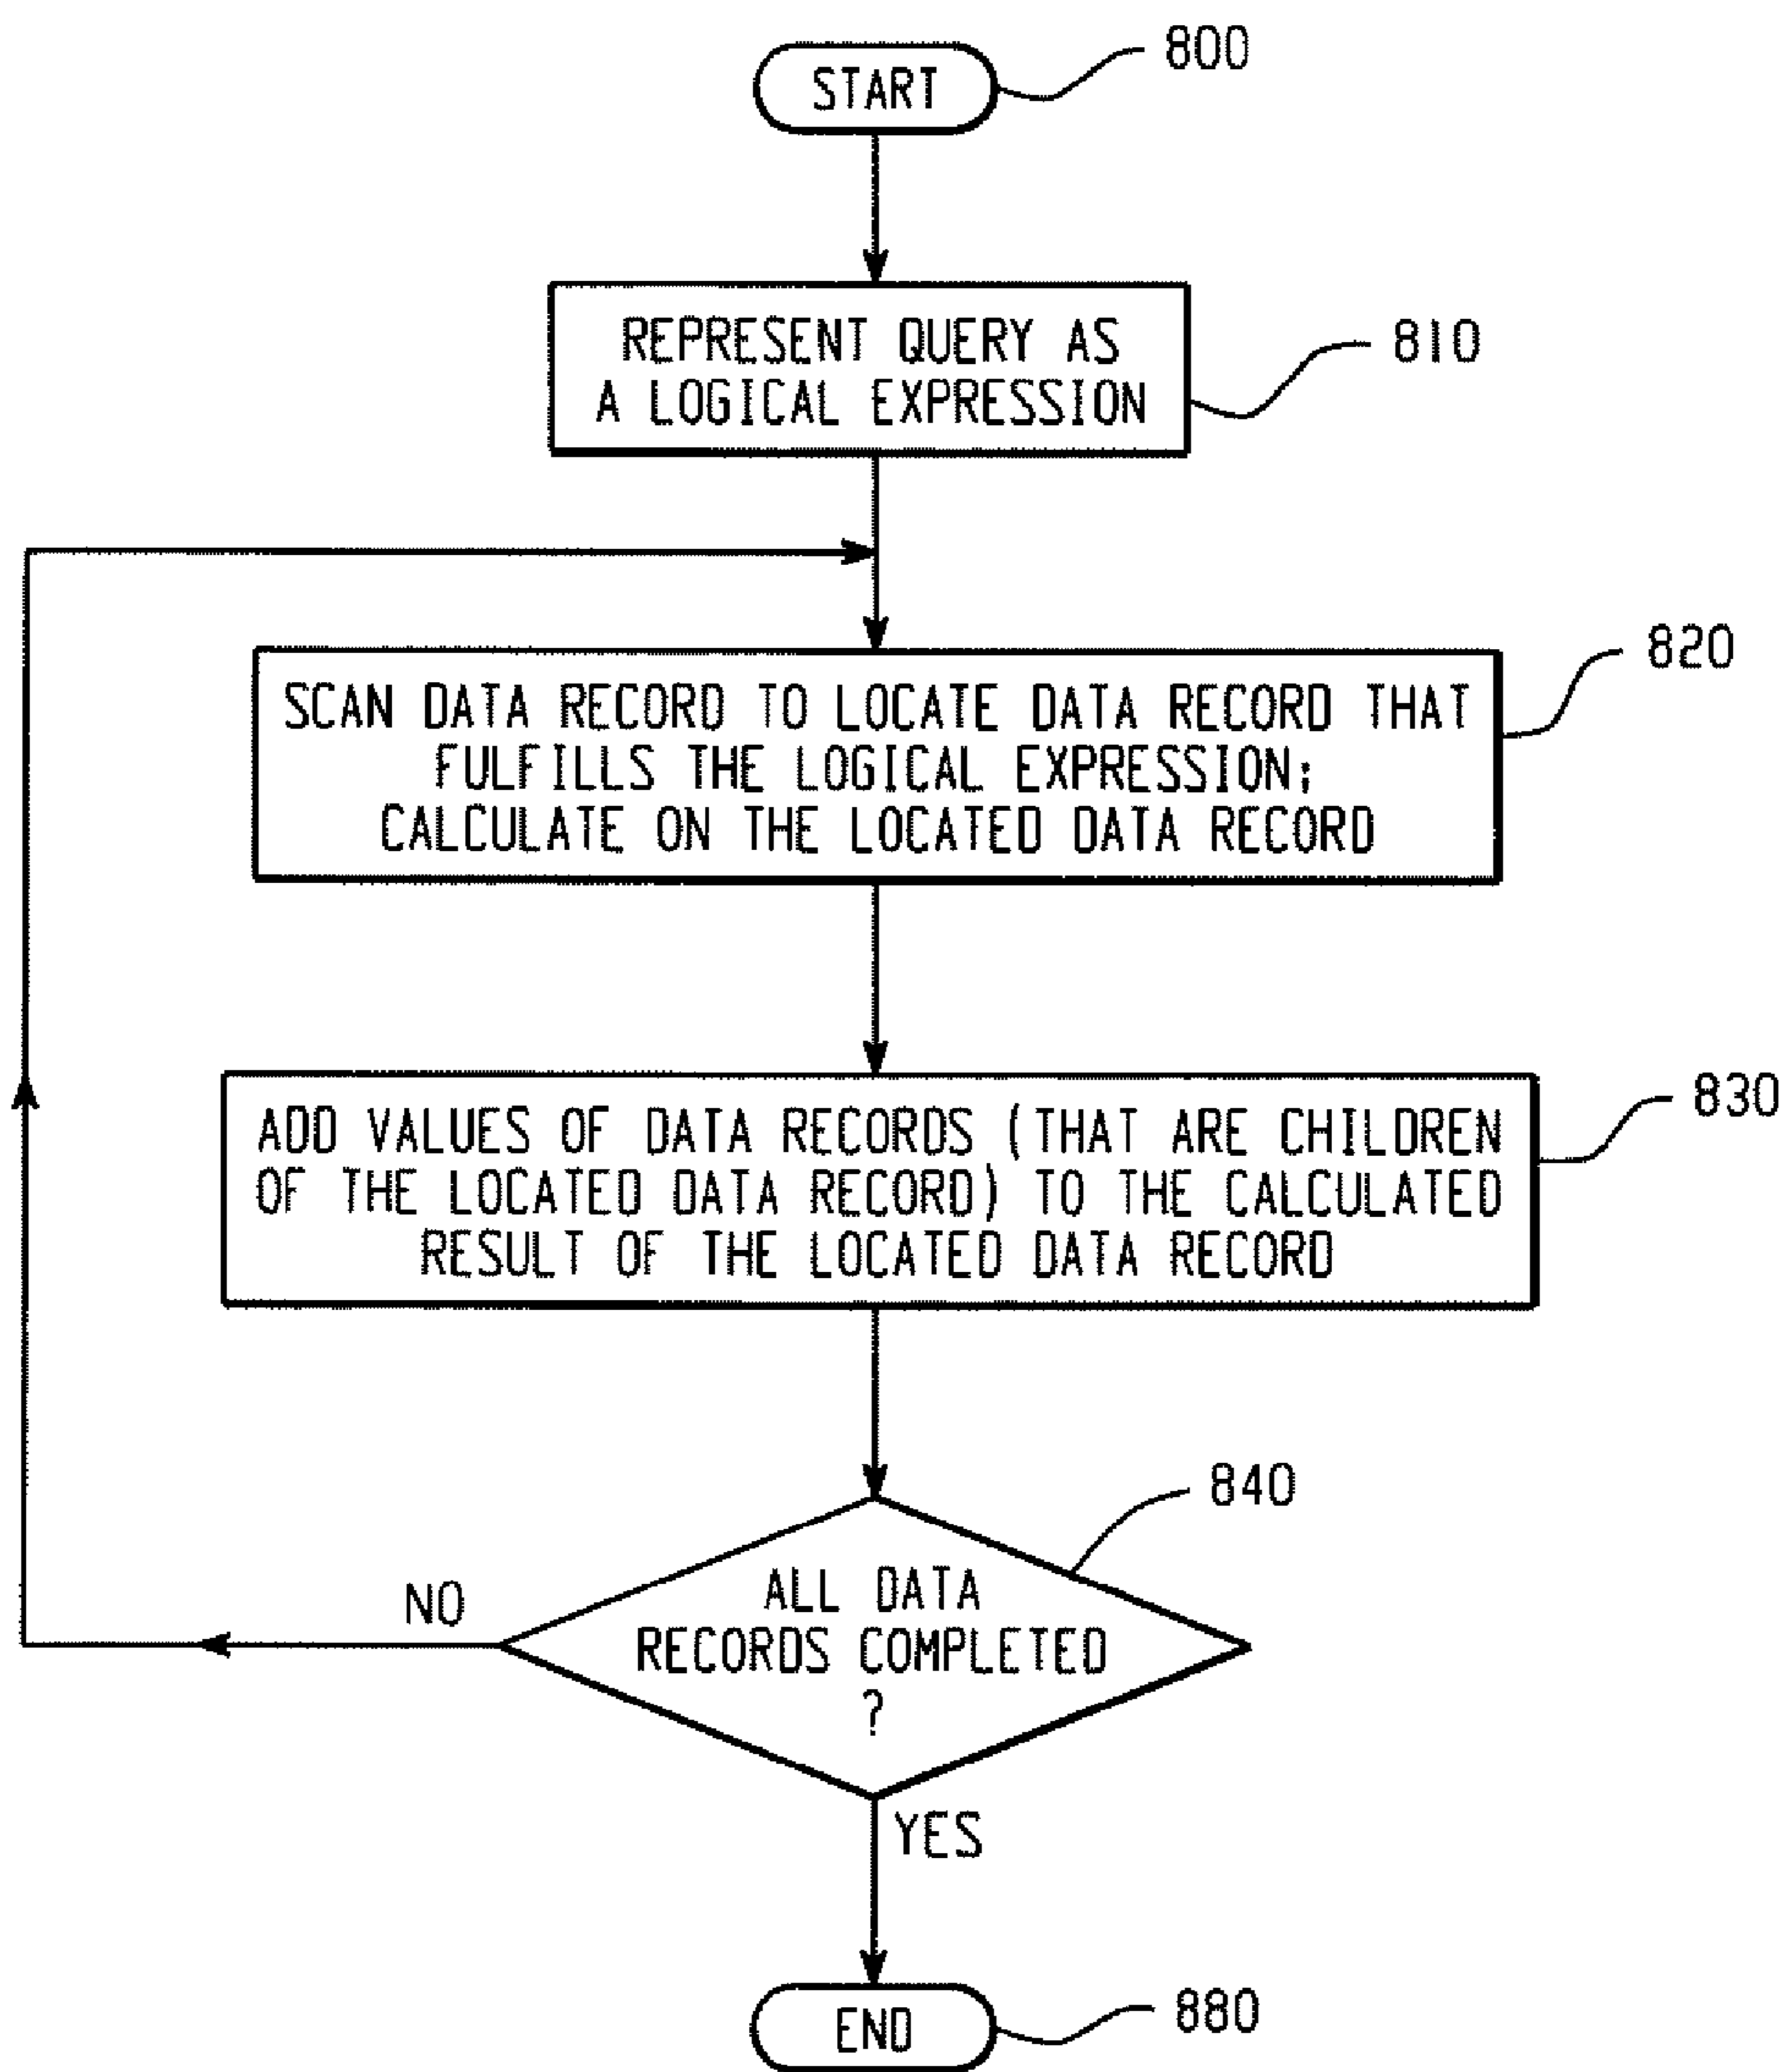 START
800
REPRESENT QUERY AS
A LOGICAL EXPRESSION
810
SCAN DATA RECORD TO LOCATE DATA RECORD THAT
FULFILLS THE LOGICAL EXPRESSION;
CALCULATE ON THE LOCATED DATA RECORD
820
ADD VALUES OF DATA RECORDS (THAT ARE CHILDREN
OF THE LOCATED DATA RECORD) TO THE CALCULATED
RESULT OF THE LOCATED DATA RECORD
830
840
ALL DATA
RECORDS COMPLETED
?
NO
YES
END
880